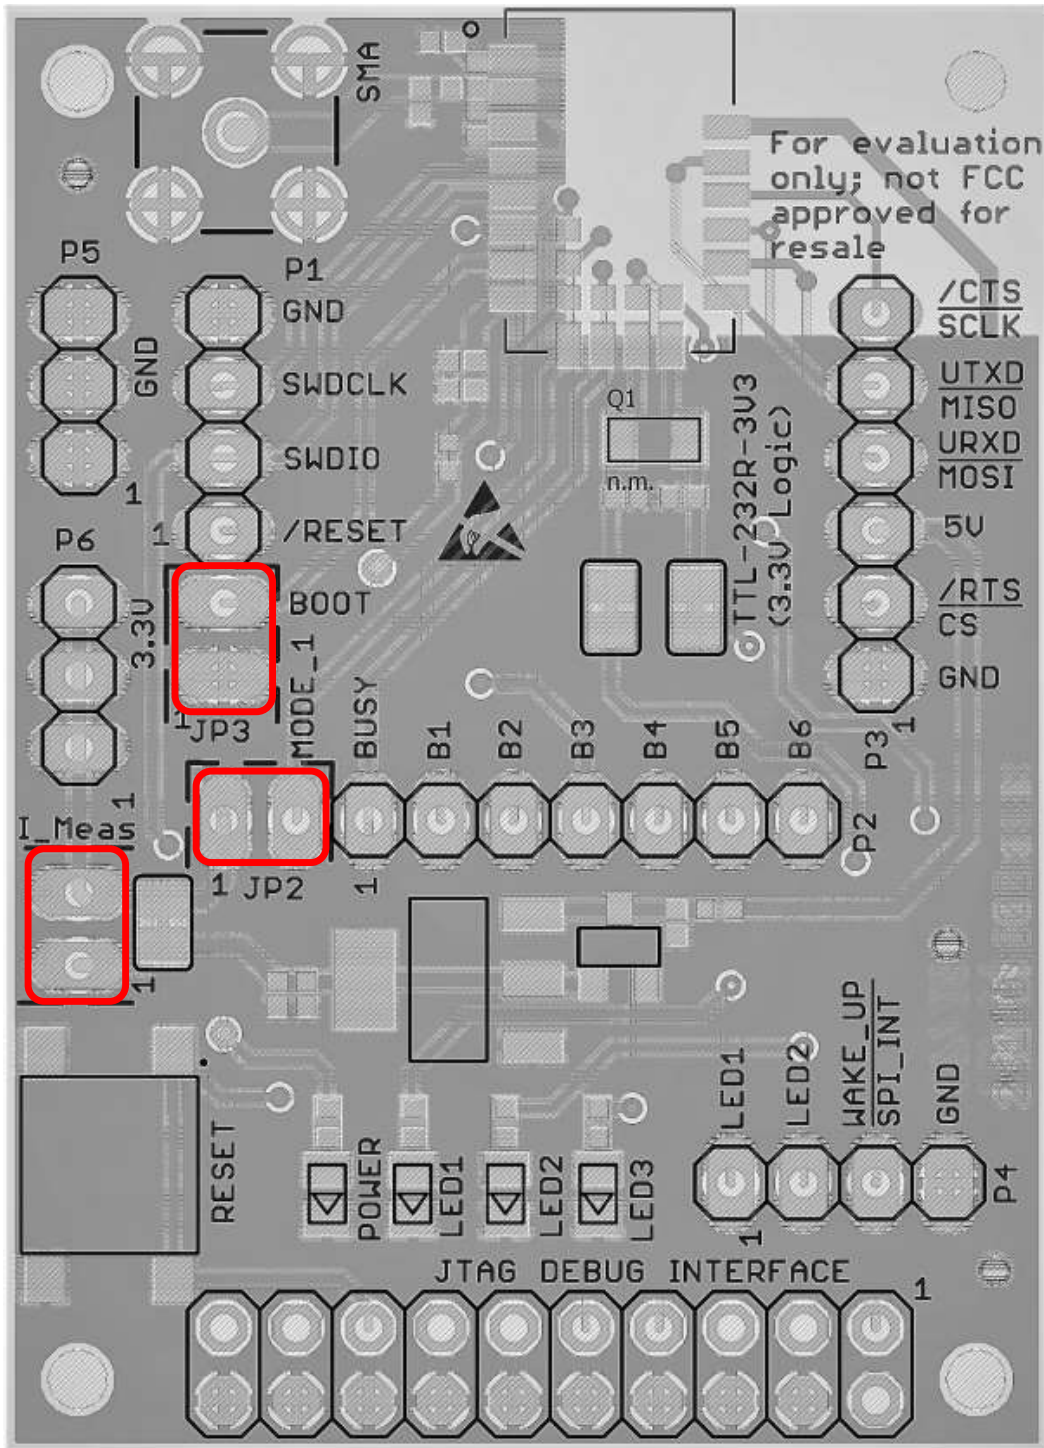 SMA
For evaluation
only; not FCC
approved for
resale
P5
GND
1
P1
GND
SWDCLK
SWDIO
/RESET
1
/CTS
SCLK
UTXD
MISO
URXD
MOSI
5V
/RTS
CS
GND
P3
1
Q1
n.m.
TTL-232R-3V3
(3.3V Logic)
P6
3.3V
1
BOOT
1
JP3
MODE_1
BUSY
B1
B2
B3
B4
B5
B6
P2
1
1
JP2
I_Meas
1
RESET
POWER
LED1
LED2
LED3
LED1
LED2
WAKE_UP
SPI_INT
GND
P4
1
JTAG DEBUG INTERFACE
1